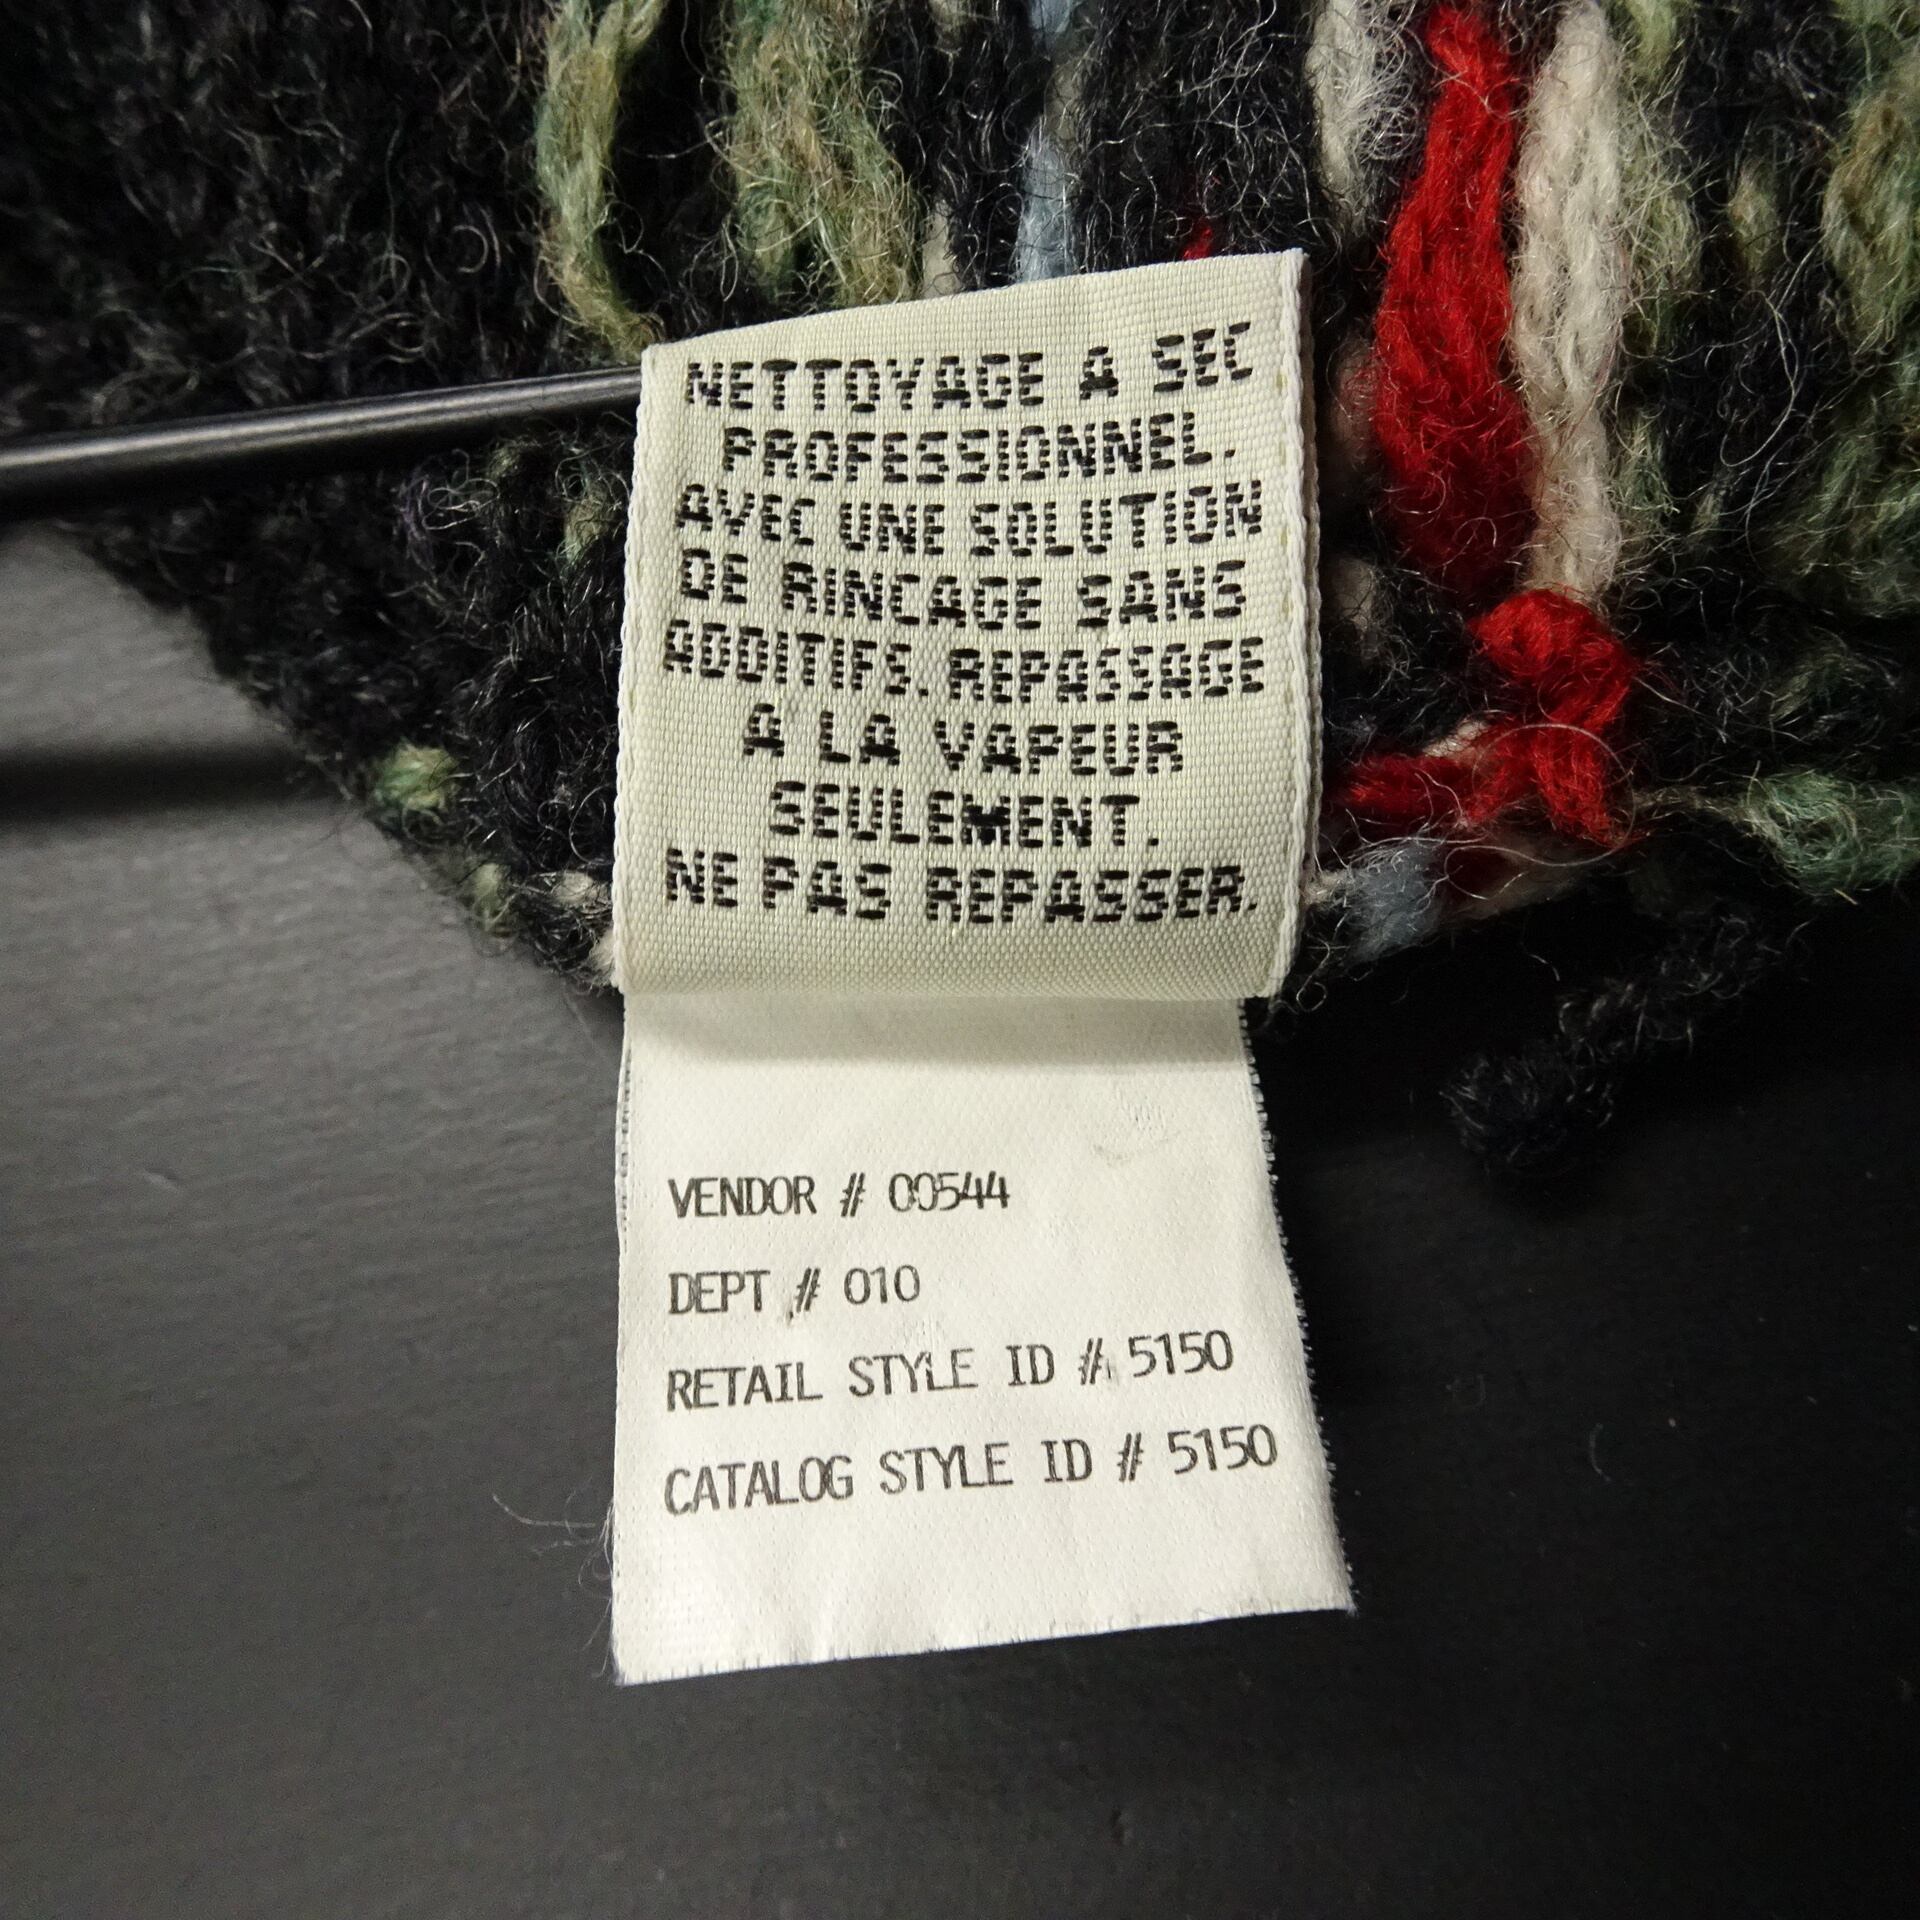 NETTOYAGE A SEC
PROFESSIONNEL.
AVEC UNE SOLUTION
DE RINCAGE SANS
ADDITIFS. REPASSAGE
A LA VAPEUR
SEULEMENT.
NE PAS REPASSER.
VENDOR # 00544
DEPT # 010
RETAIL STYLE ID # 5150
CATALOG STYLE ID # 5150